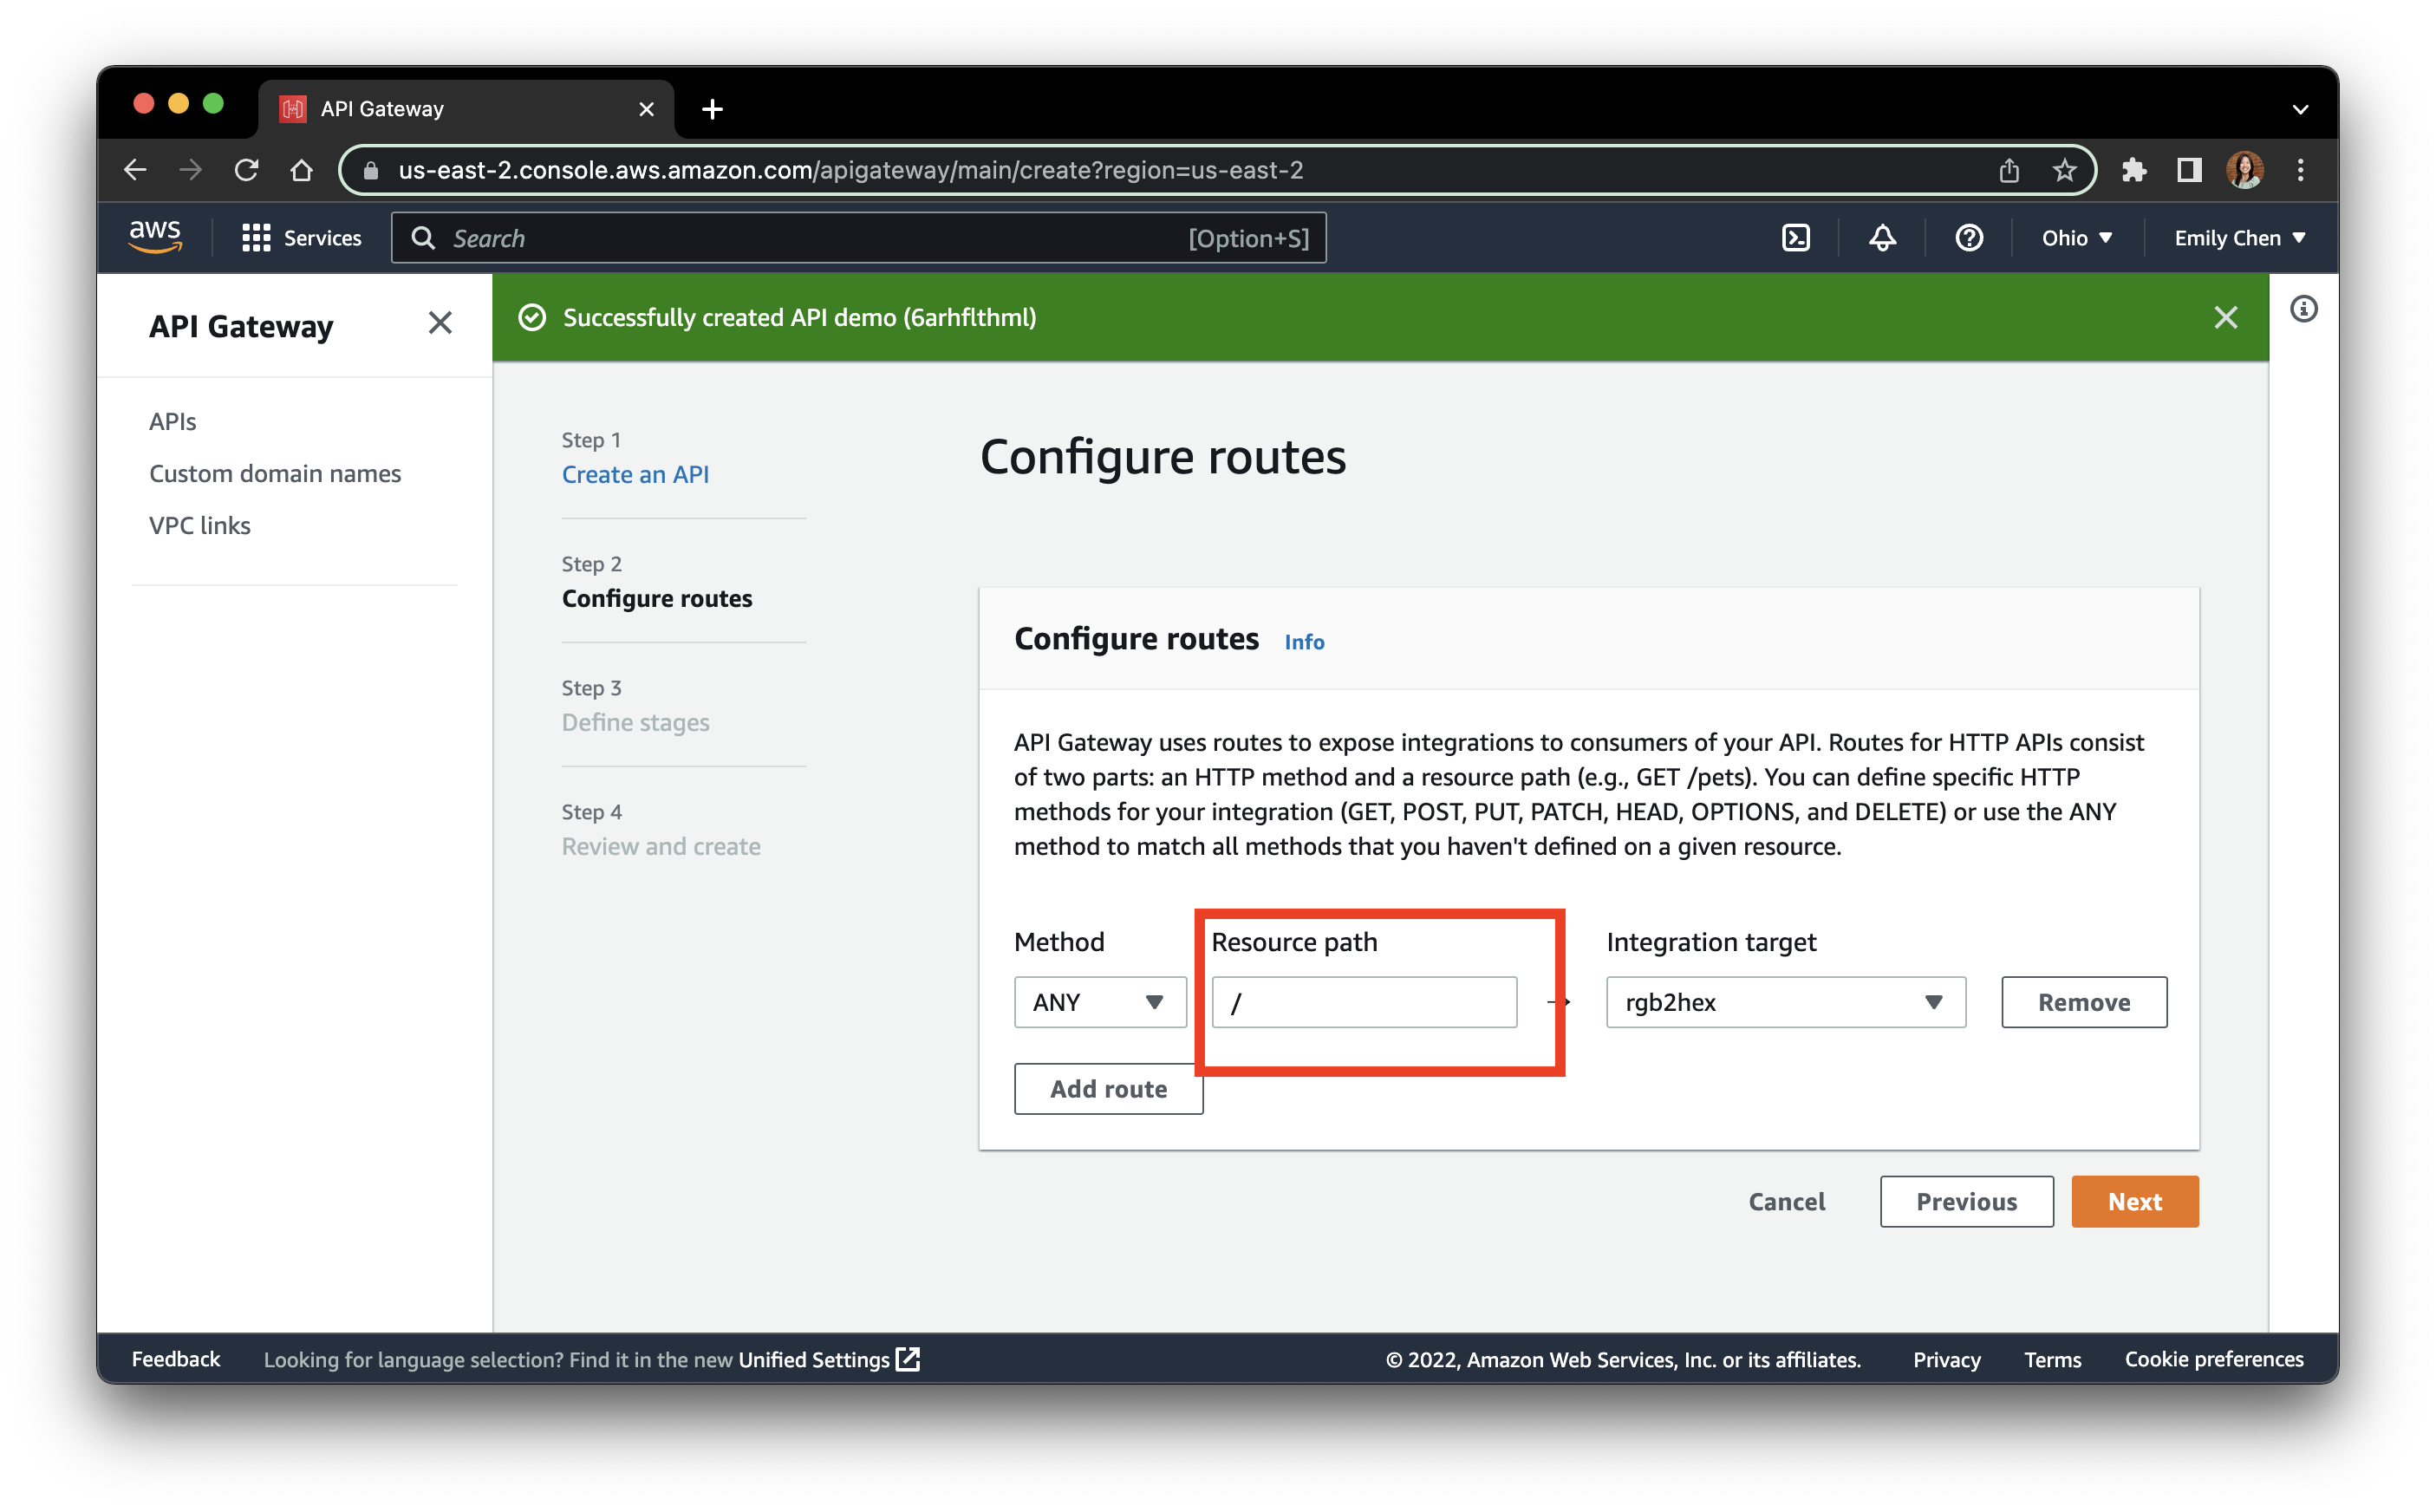 API Gateway
us-east-2.console.aws.amazon.com/apigateway/main/create?region=us-east-2
aws
Services
Search
[Option+S]
Ohio
Emily Chen
API Gateway
Successfully created API demo (6arhflthml)
APIs
Custom domain names
VPC links
Step 1
Create an API
Step 2
Configure routes
Step 3
Define stages
Step 4
Review and create
Configure routes
Configure routes Info
API Gateway uses routes to expose integrations to consumers of your API. Routes for HTTP APIs consist
of two parts: an HTTP method and a resource path (e.g., GET /pets). You can define specific HTTP
methods for your integration (GET, POST, PUT, PATCH, HEAD, OPTIONS, and DELETE) or use the ANY
method to match all methods that you haven't defined on a given resource.
Method
Resource path
Integration target
ANY
/
rgb2hex
Remove
Add route
Cancel
Previous
Next
Feedback
Looking for language selection? Find it in the new Unified Settings
© 2022, Amazon Web Services, Inc. or its affiliates.
Privacy
Terms
Cookie preferences